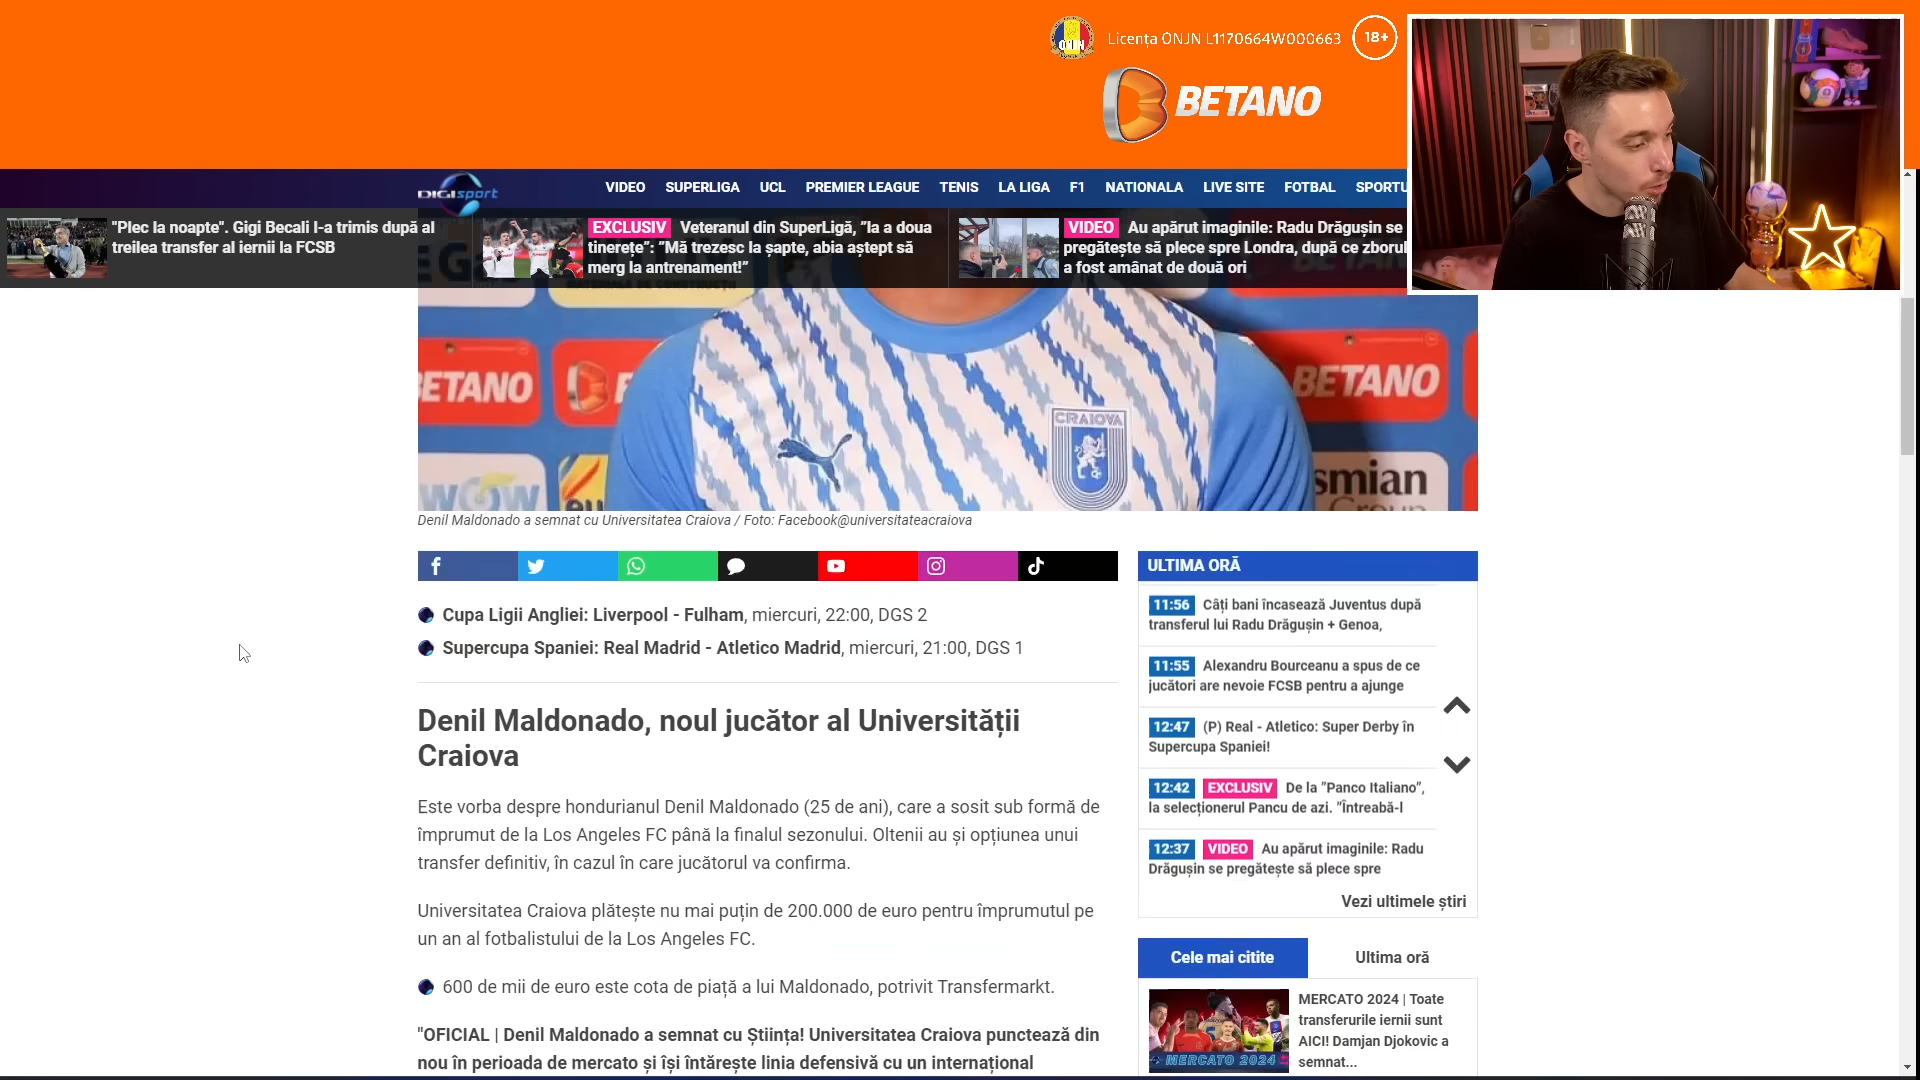 Licența ONJN L1170664W000663
18+
BETANO
DIGI sport
VIDEO SUPERLIGA UCL PREMIER LEAGUE TENIS LA LIGA F1 NATIONALA LIVE SITE FOTBAL
"Plec la noapte". Gigi Becali l-a trimis după al
treilea transfer al iernii la FCSB
EXCLUSIV Veteranul din SuperLigă, ”la a doua
tinerețe”: ”Mă trezesc la șapte, abia aștept să
merg la antrenament!”
VIDEO Au apărut imaginile: Radu Drăgușin se
pregătește să plece spre Londra, după ce zborul
a fost amânat de două ori
BETANO
CRAIOVA
Denil Maldonado a semnat cu Universitatea Craiova / Foto: Facebook@universitateacraiova
Cupa Ligii Angliei: Liverpool - Fulham, miercuri, 22:00, DGS 2
Supercupa Spaniei: Real Madrid - Atletico Madrid, miercuri, 21:00, DGS 1
Denil Maldonado, noul jucător al Universității
Craiova
Este vorba despre hondurianul Denil Maldonado (25 de ani), care a sosit sub formă de
împrumut de la Los Angeles FC până la finalul sezonului. Oltenii au și opțiunea unui
transfer definitiv, în cazul în care jucătorul va confirma.
Universitatea Craiova plătește nu mai puțin de 200.000 de euro pentru împrumutul pe
un an al fotbalistului de la Los Angeles FC.
600 de mii de euro este cota de piață a lui Maldonado, potrivit Transfermarkt.
"OFICIAL | Denil Maldonado a semnat cu Știința! Universitatea Craiova punctează din
nou în perioada de mercato și își întărește linia defensivă cu un internațional
ULTIMA ORĂ
11:56 Câți bani încasează Juventus după
transferul lui Radu Drăgușin + Genoa,
11:55 Alexandru Bourceanu a spus de ce
jucători are nevoie FCSB pentru a ajunge
12:47 (P) Real - Atletico: Super Derby în
Supercupa Spaniei!
12:42 EXCLUSIV De la ”Panco Italiano”,
la selecționerul Pancu de azi. ”Întreabă-l
12:37 VIDEO Au apărut imaginile: Radu
Drăgușin se pregătește să plece spre
Vezi ultimele știri
Cele mai citite Ultima oră
MERCATO 2024 | Toate
transferurile iernii sunt
AICI! Damjan Djokovic a
semnat...
MERCATO 2024